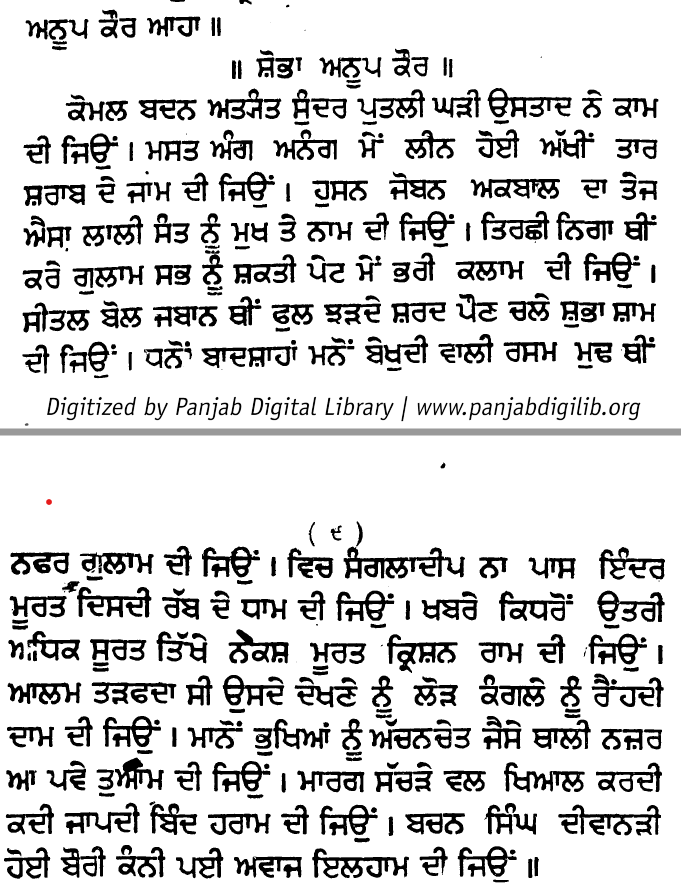 ਅਨੂਪ ਕੌਰ ਆਹਾ ॥
॥ ਸ਼ੋਭਾ ਅਨੂਪ ਕੌਰ ॥
ਕੋਮਲ ਬਦਨ ਅਤਯੰਤ ਸੁੰਦਰ ਪੁਤਲੀ ਘੜੀ ਉਸਤਾਦ ਨੇ ਕਾਮ
ਦੀ ਜਿਉਂ । ਮਸਤ ਅੰਗ ਅਨੰਗ ਮੇਂ ਲੀਨ ਹੋਈ ਅੱਖੀਂ ਤਾਰ
ਸ਼ਰਾਬ ਦੇ ਜਾਮ ਦੀ ਜਿਉਂ । ਹੁਸਨ ਜੋਬਨ ਅਕਬਾਲ ਦਾ ਤੇਜ
ਐਸਾ ਲਾਲੀ ਸੰਤ ਨੂੰ ਮੁਖ ਤੇ ਨਾਮ ਦੀ ਜਿਉਂ । ਤਿਰਛੀ ਨਿਗਾ ਥੀਂ
ਕਰੇ ਗੁਲਾਮ ਸਭ ਨੂੰ ਸ਼ਕਤੀ ਪੇਟ ਮੇਂ ਭਰੀ ਕਲਾਮ ਦੀ ਜਿਉਂ ।
ਸੀਤਲ ਬੋਲ ਜਬਾਨ ਥੀਂ ਫੁਲ ਝੜਦੇ ਸ਼ਰਦ ਪੌਣ ਚਲੇ ਸ਼ੁਭਾ ਸ਼ਾਮ
ਦੀ ਜਿਉਂ । ਧਨੋਂ ਬਾਦਸ਼ਾਹਾਂ ਮਨੋਂ ਬੇਖੁਦੀ ਵਾਲੀ ਰਸਮ ਮੁਢ ਥੀਂ
Digitized by Panjab Digital Library | www.panjabdigilib.org
( ੯ )
ਨਫਰ ਗੁਲਾਮ ਦੀ ਜਿਉਂ । ਵਿਚ ਸੰਗਲਾਦੀਪ ਨਾ ਪਾਸ ਇੰਦਰ
ਮੂਰਤ ਦਿਸਦੀ ਰੱਬ ਦੇ ਧਾਮ ਦੀ ਜਿਉਂ । ਖਬਰੇ ਕਿਧਰੋਂ ਉਤਰੀ
ਅਧਿਕ ਸੂਰਤ ਤਿੱਖੇ ਨੈਕਸ਼ ਮੂਰਤ ਕ੍ਰਿਸ਼ਨ ਰਾਮ ਦੀ ਜਿਉਂ ।
ਆਲਮ ਤੜਫਦਾ ਸੀ ਉਸਦੇ ਦੇਖਣੇ ਨੂੰ ਲੋੜ ਕੰਗਲੇ ਨੂੰ ਰੈਂਹਦੀ
ਦਾਮ ਦੀ ਜਿਉਂ । ਮਾਨੋਂ ਭੁਖਿਆਂ ਨੂੰ ਅੱਚਨਚੇਤ ਜੈਸੇ ਥਾਲੀ ਨਜ਼ਰ
ਆ ਪਵੇ ਤੁਆਮ ਦੀ ਜਿਉਂ । ਮਾਰਗ ਸੱਚੜੇ ਵਲ ਖਿਆਲ ਕਰਦੀ
ਕਦੀ ਜਾਪਦੀ ਬਿੰਦ ਹਰਾਮ ਦੀ ਜਿਉਂ । ਬਚਨ ਸਿੰਘ ਦੀਵਾਨੜੀ
ਹੋਈ ਬੌਰੀ ਕੰਨੀ ਪਈ ਅਵਾਜ ਇਲਹਾਮ ਦੀ ਜਿਉਂ ॥